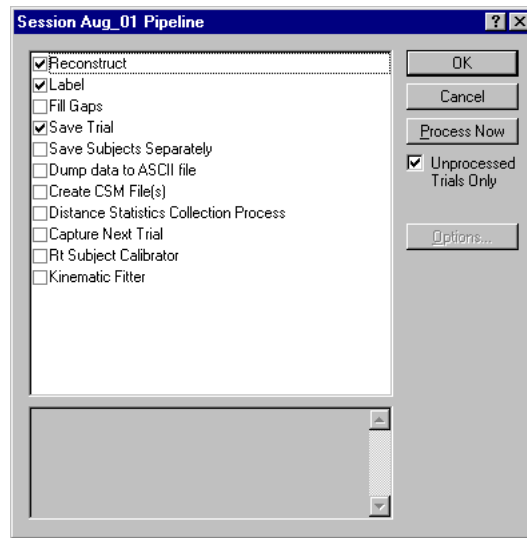 Session Aug_01 Pipeline
Reconstruct
Label
Fill Gaps
Save Trial
Save Subjects Separately
Dump data to ASCII file
Create CSM File(s)
Distance Statistics Collection Process
Capture Next Trial
Rt Subject Calibrator
Kinematic Fitter
OK
Cancel
Process Now
Unprocessed
Trials Only
Options...